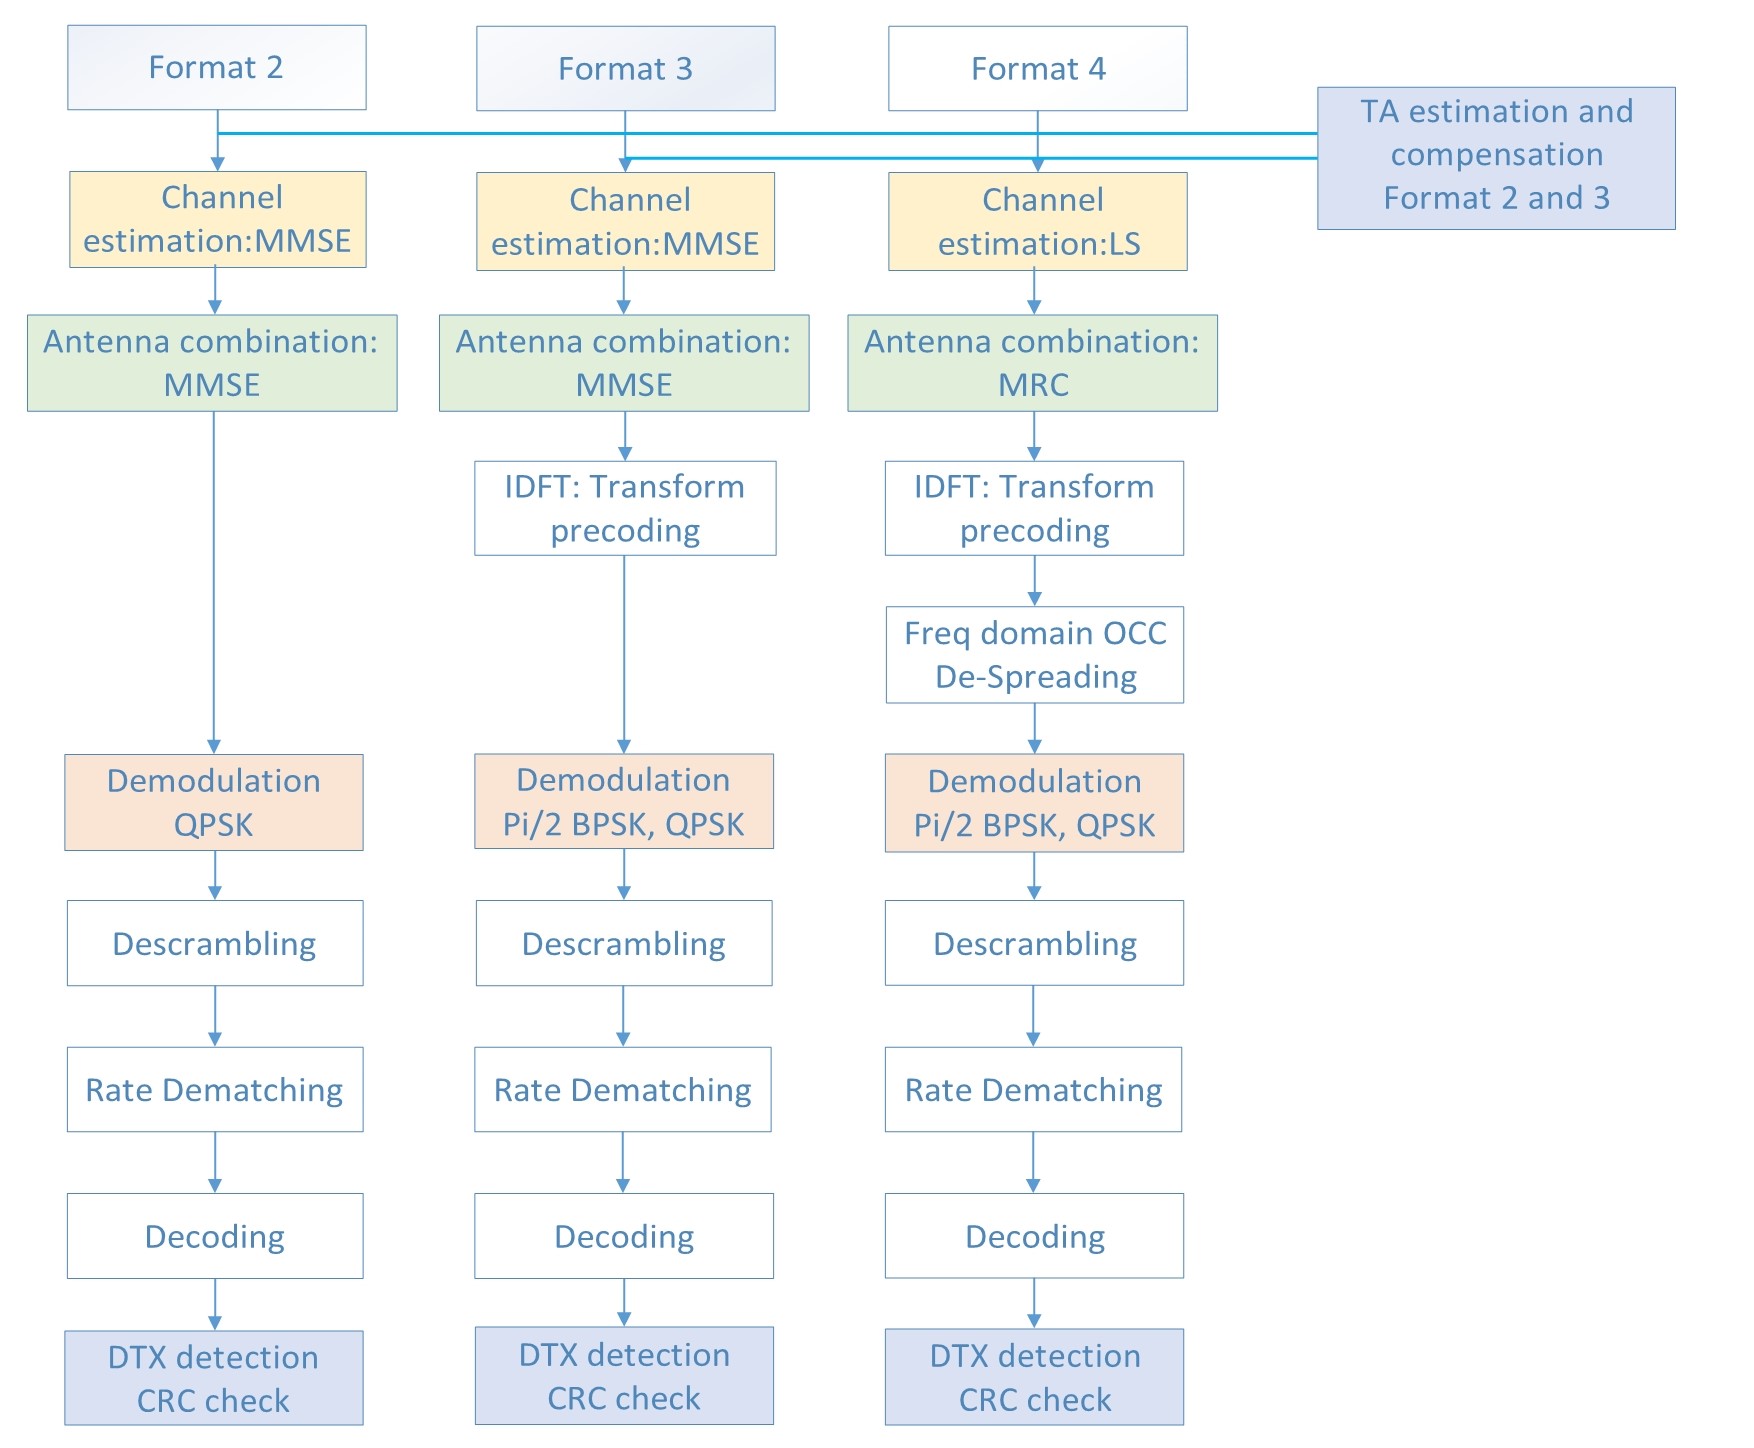 Format 2
Format 3
Format 4
TA estimation and
compensation
Format 2 and 3
Channel
estimation:MMSE
Channel
estimation:MMSE
Channel
estimation:LS
Antenna combination:
MMSE
Antenna combination:
MMSE
Antenna combination:
MRC
IDFT: Transform
precoding
IDFT: Transform
precoding
Freq domain OCC
De-Spreading
Demodulation
QPSK
Demodulation
Pi/2 BPSK, QPSK
Demodulation
Pi/2 BPSK, QPSK
Descrambling
Descrambling
Descrambling
Rate Dematching
Rate Dematching
Rate Dematching
Decoding
Decoding
Decoding
DTX detection
CRC check
DTX detection
CRC check
DTX detection
CRC check